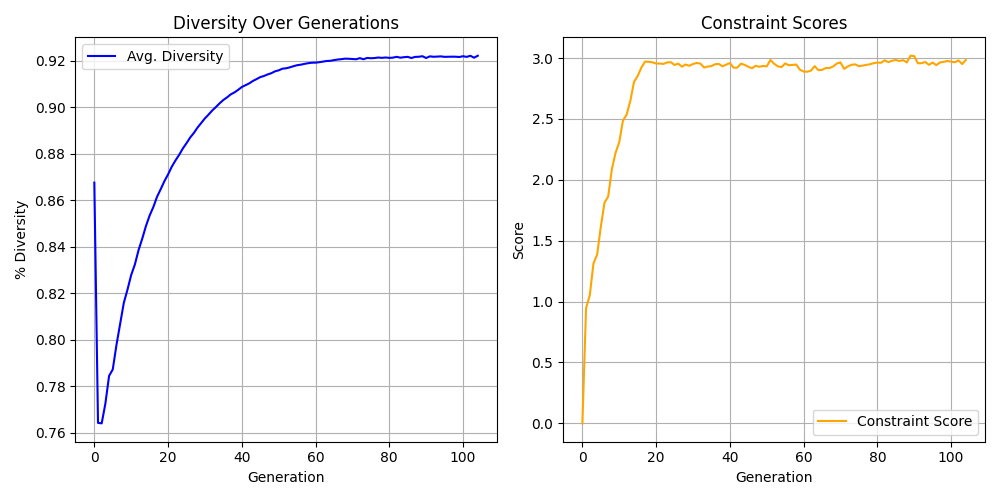 Diversity Over Generations
Avg. Diversity
% Diversity
0.92
0.90
0.88
0.86
0.84
0.82
0.80
0.78
0.76
0 20 40 60 80 100
Generation
Constraint Scores
Score
3.0
2.5
2.0
1.5
1.0
0.5
0.0
Constraint Score
0 20 40 60 80 100
Generation